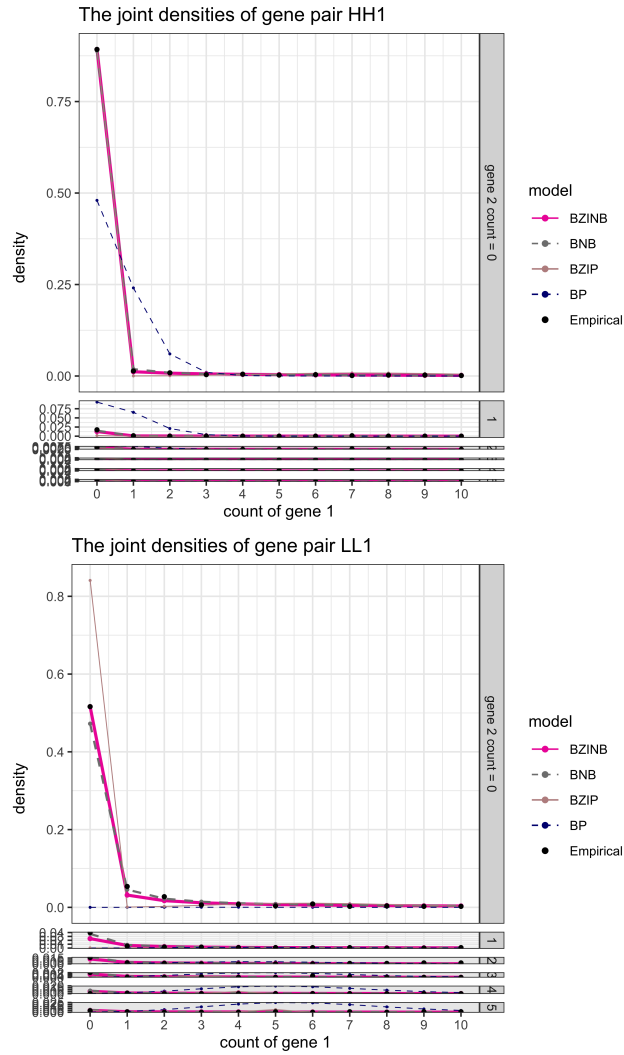 The joint densities of gene pair HH1
0.75
0.50
0.25
0.00
density
gene 2 count = 0
model
BZINB
BNB
BZIP
BP
Empirical
0.075
0.050
0.025
0.000
1
0 1 2 3 4 5 6 7 8 9 10
count of gene 1
The joint densities of gene pair LL1
0.8
0.6
0.4
0.2
0.0
density
gene 2 count = 0
model
BZINB
BNB
BZIP
BP
Empirical
0.04
1
2
3
4
5
0 1 2 3 4 5 6 7 8 9 10
count of gene 1